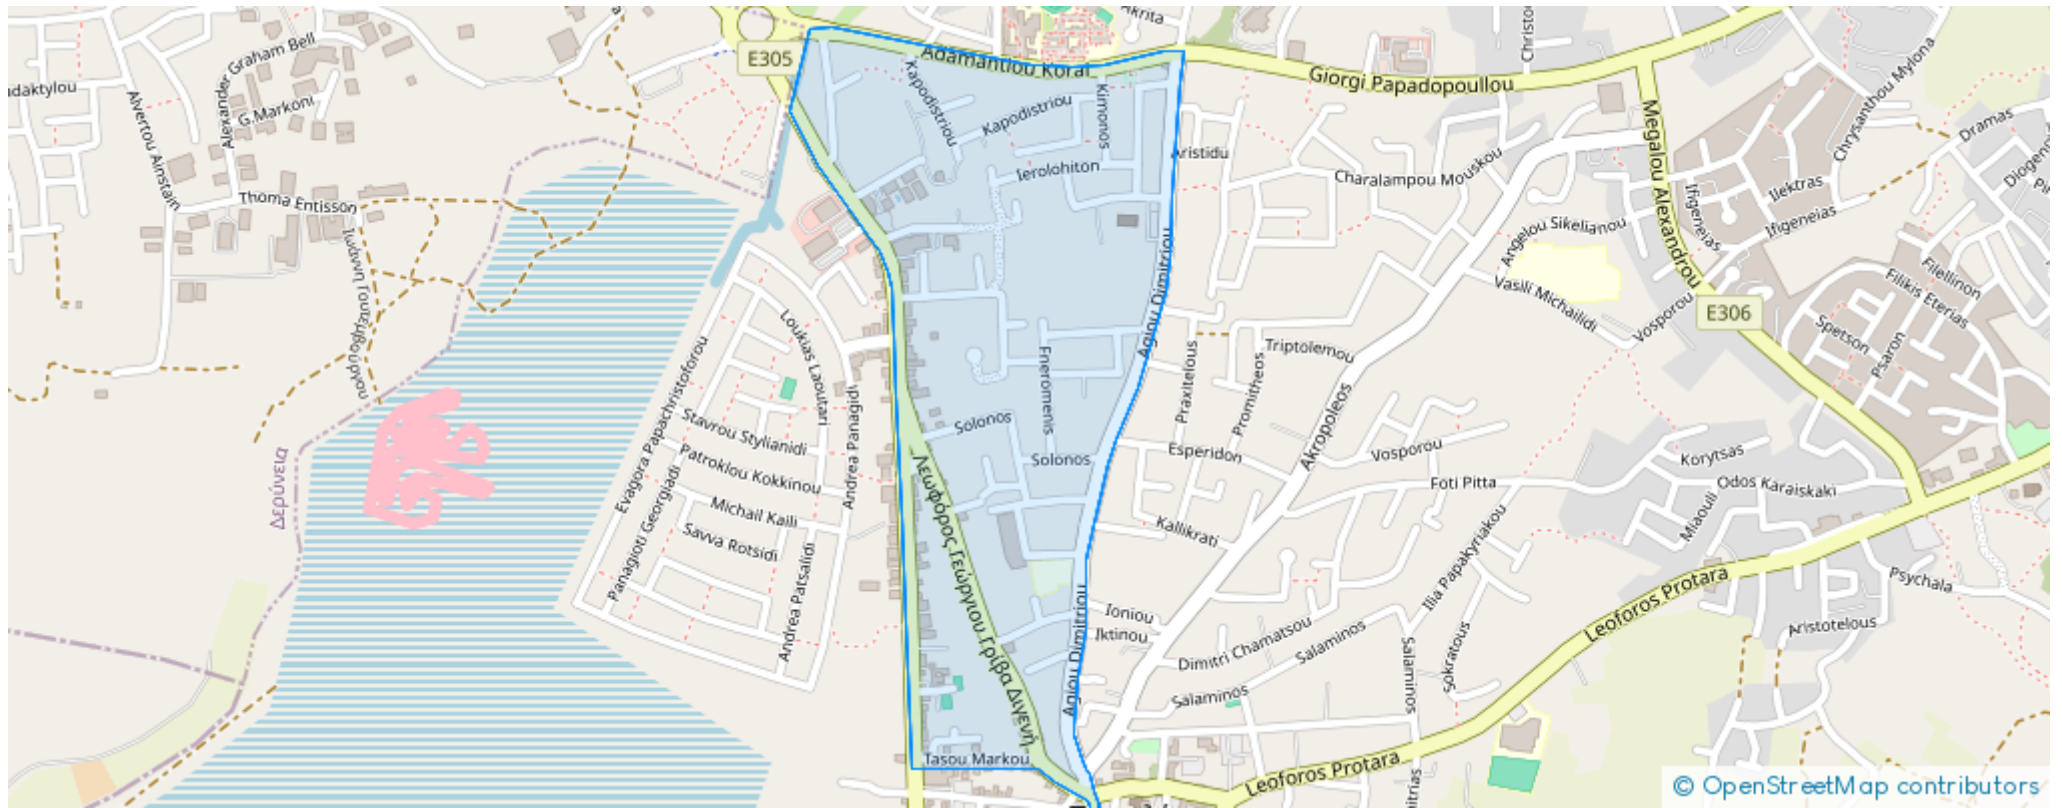 Akrita
Adamantiou Korai
E305
Giorgi Papadopoullou
Alexander Graham Bell
G.Markoni
Alvertou Ainstain
Thoma Entisson
Kapodistriou
Kapodistriou
Kimonos
Ierolohiton
Aristidu
Charalampou Mouskou
Megalou Alexandrou
Chrysanthou Mylona
Dramas
Ilektras
Ifigeneias
Ifigeneias
Angelou Sikelianou
Vasili Michailidi
Vosporou
E306
Filellinon
Filikis Eterias
Spetson
Psaron
Agiou Dimitriou
Loukias Laoutari
Evagora Papachristoforou
Andrea Panagidi
Stavrou Stylianidi
Patroklou Kokkinou
Michail Kaili
Savva Rotsidi
Panagioti Georgiadi
Andrea Patsalidi
Δερύνεια
Solonos
Solonos
Λεωφόρος Γεώργιου Γρίβα Διγενή
Praxitelous
Promitheos
Triptolemou
Akropoleos
Esperidon
Kallikrati
Vosporou
Foti Pitta
Korytsas
Odos Karaiskaki
Miaouli
Ilia Papakyriakou
Psychala
Aristotelous
Leoforos Protara
Agiou Dimitriou
Ioniou
Iktinou
Dimitri Chamatsou
Salaminos
Salaminos
Salaminos
Sokratous
Tasou Markou
Leoforos Protara
© OpenStreetMap contributors